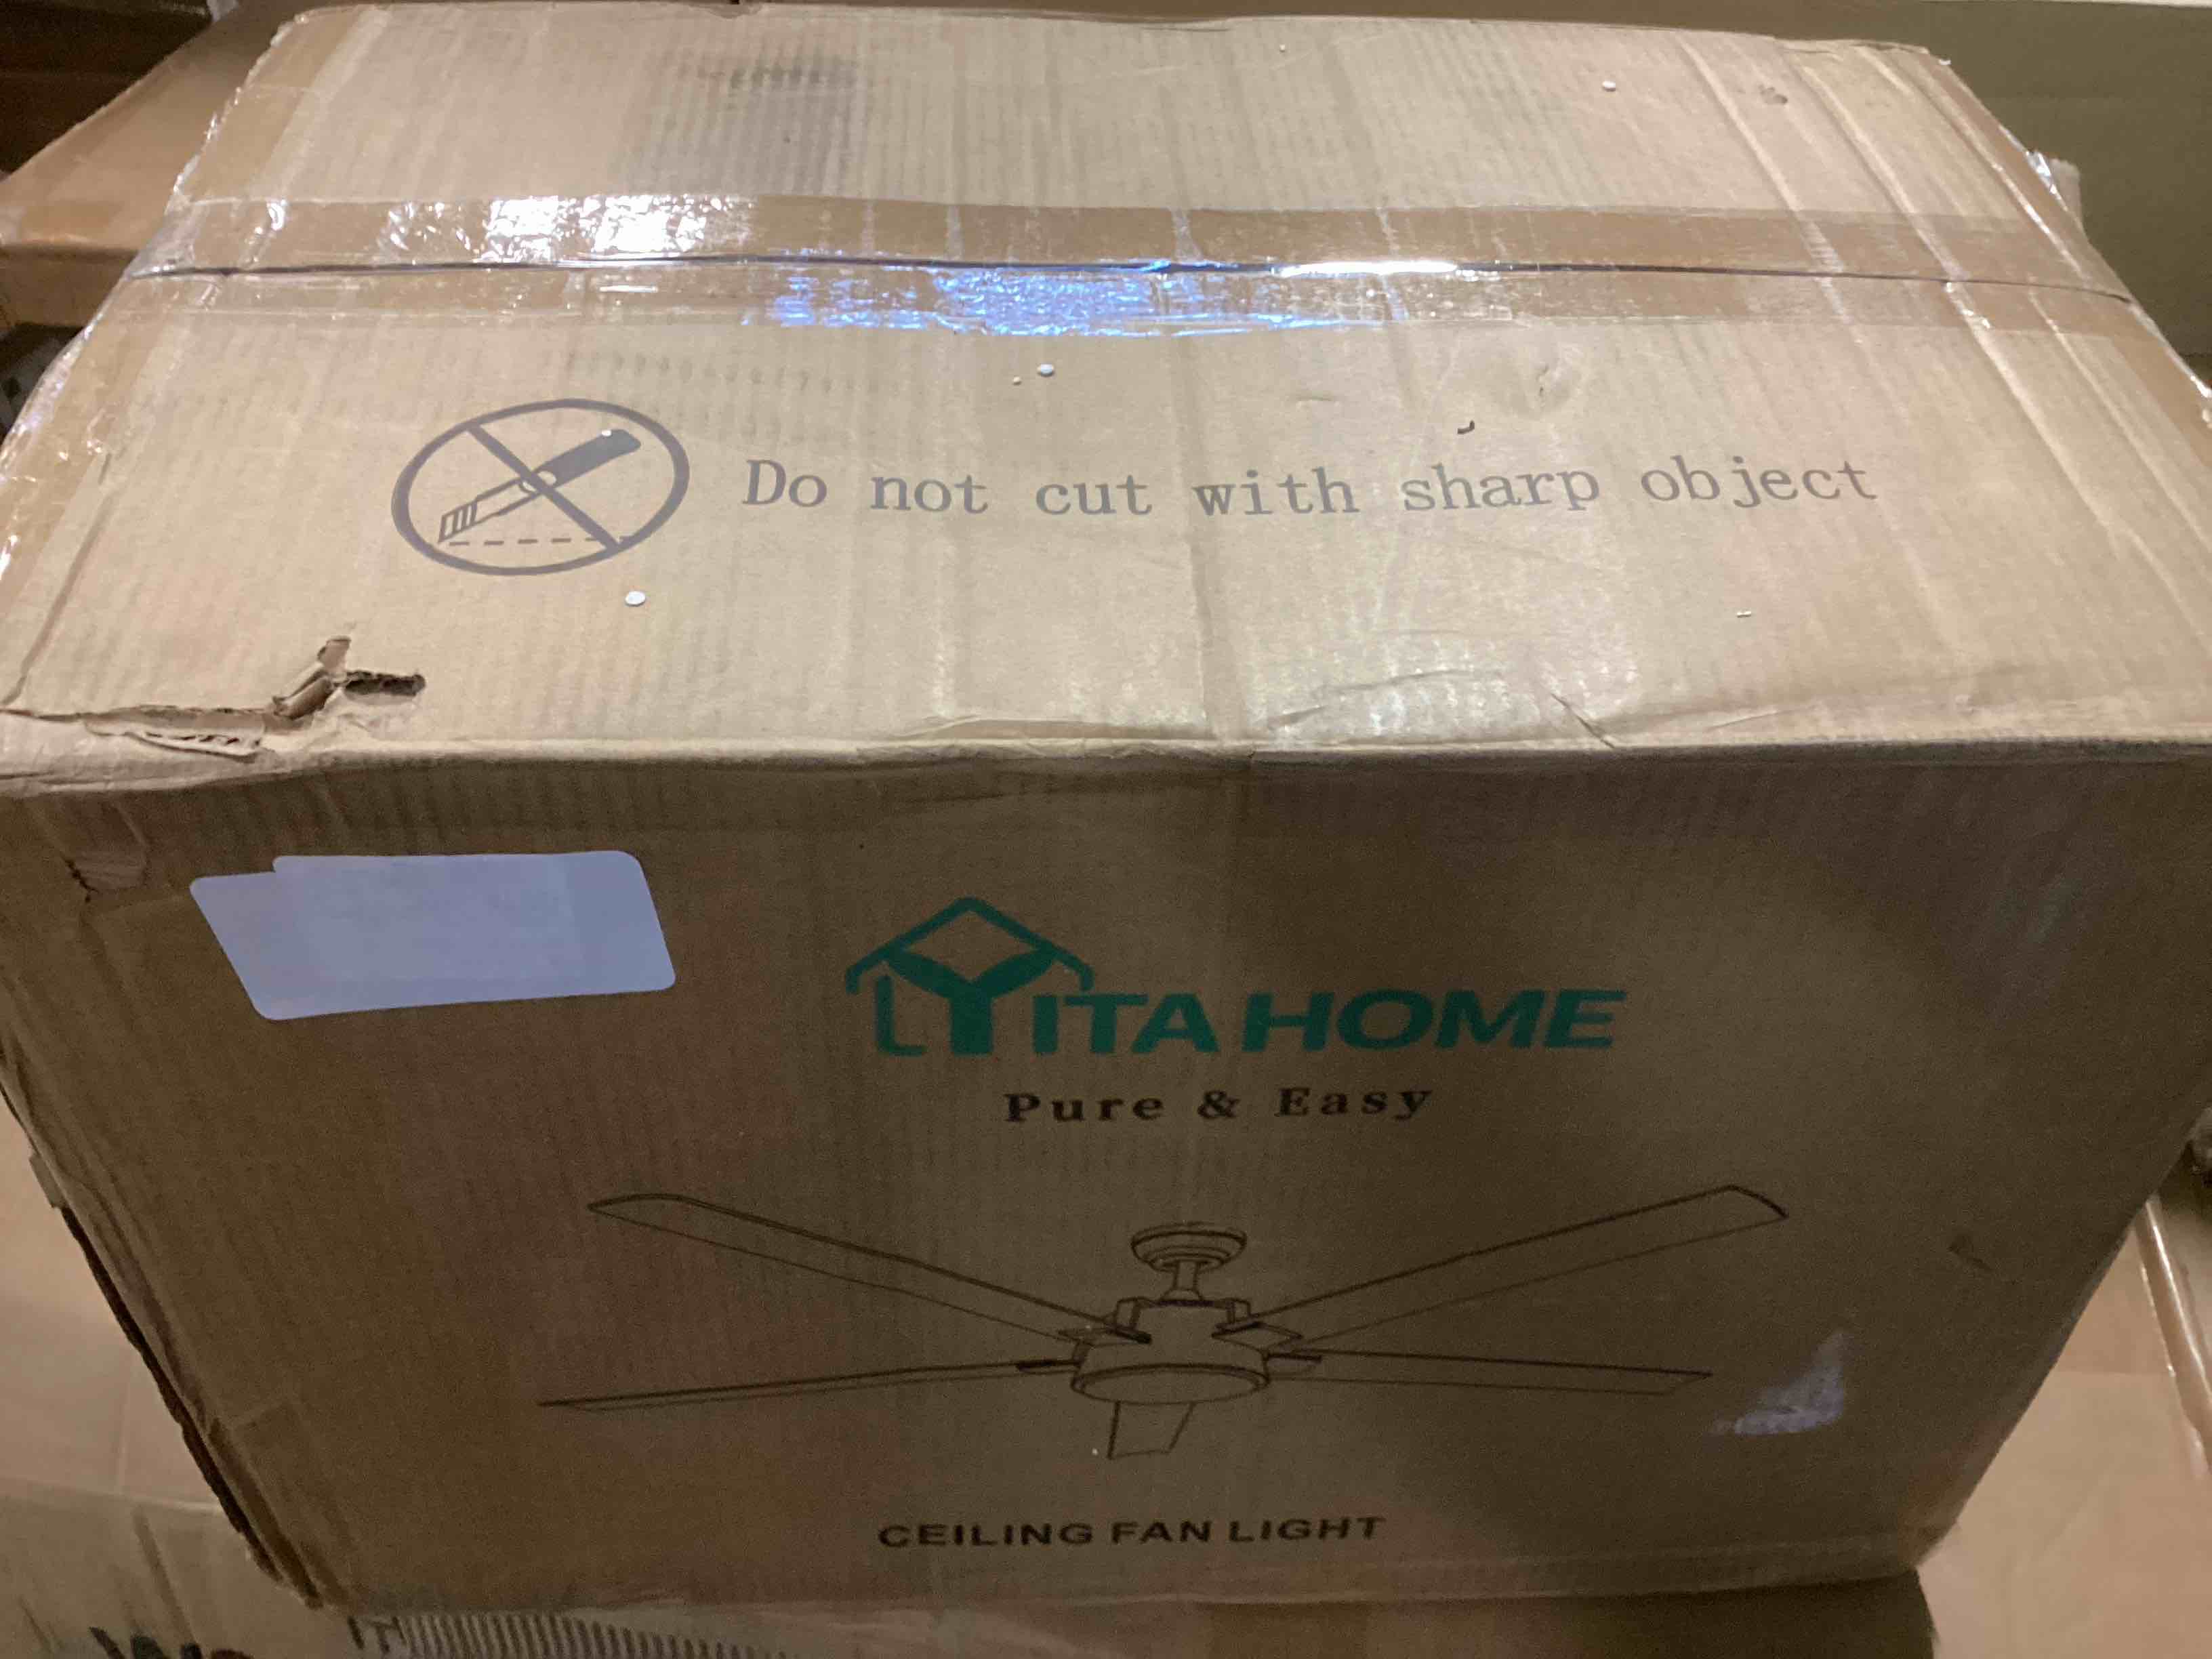 Do not cut with sharp object
YITAHOME
Pure & Easy
CEILING FAN LIGHT